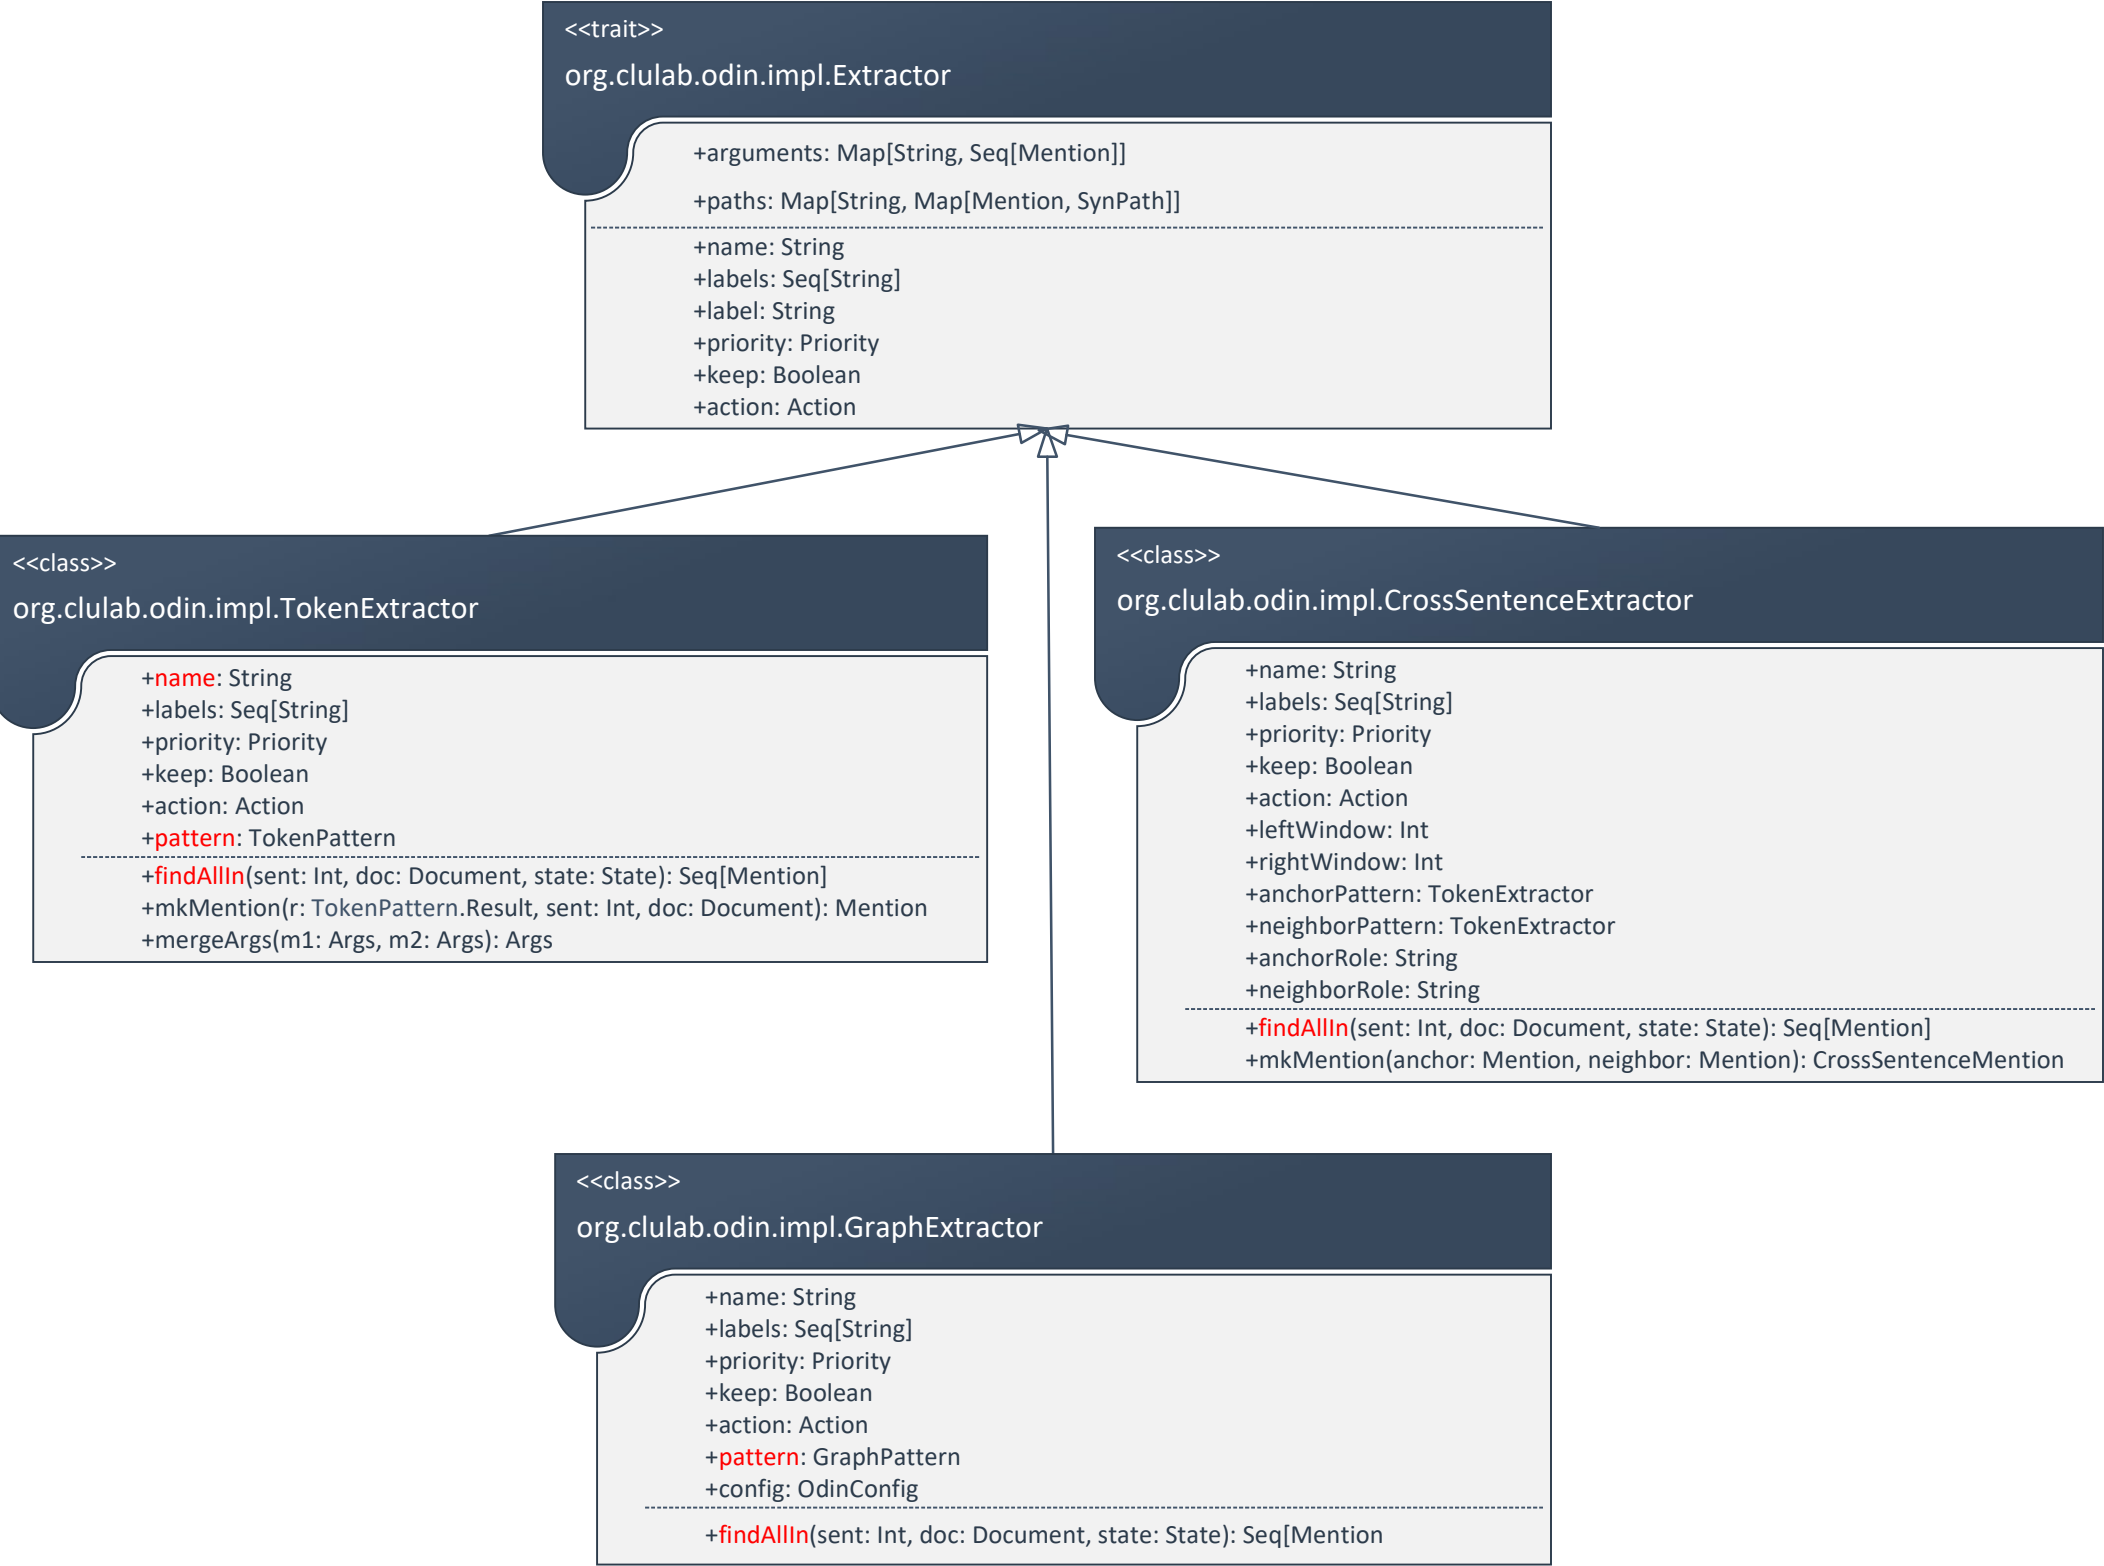 <<trait>>
org.clulab.odin.impl.Extractor
+arguments: Map[String, Seq[Mention]]
+paths: Map[String, Map[Mention, SynPath]]
+name: String
+labels: Seq[String]
+label: String
+priority: Priority
+keep: Boolean
+action: Action
<<class>>
org.clulab.odin.impl.TokenExtractor
+name: String
+labels: Seq[String]
+priority: Priority
+keep: Boolean
+action: Action
+pattern: TokenPattern
+findAllIn(sent: Int, doc: Document, state: State): Seq[Mention]
+mkMention(r: TokenPattern.Result, sent: Int, doc: Document): Mention
+mergeArgs(m1: Args, m2: Args): Args
<<class>>
org.clulab.odin.impl.CrossSentenceExtractor
+name: String
+labels: Seq[String]
+priority: Priority
+keep: Boolean
+action: Action
+leftWindow: Int
+rightWindow: Int
+anchorPattern: TokenExtractor
+neighborPattern: TokenExtractor
+anchorRole: String
+neighborRole: String
+findAllIn(sent: Int, doc: Document, state: State): Seq[Mention]
+mkMention(anchor: Mention, neighbor: Mention): CrossSentenceMention
<<class>>
org.clulab.odin.impl.GraphExtractor
+name: String
+labels: Seq[String]
+priority: Priority
+keep: Boolean
+action: Action
+pattern: GraphPattern
+config: OdinConfig
+findAllIn(sent: Int, doc: Document, state: State): Seq[Mention